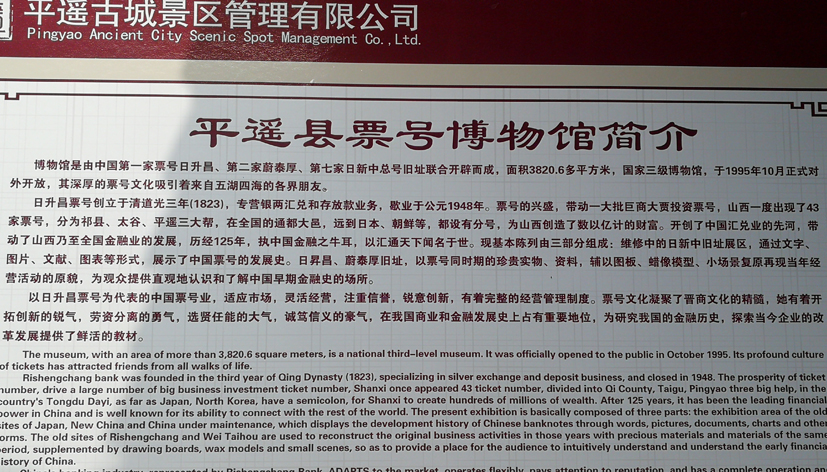 平遥古城景区管理有限公司
Pingyao Ancient City Scenic Spot Management Co.,Ltd.
平遥县票号博物馆简介
博物馆是由中国第一家票号日升昌、第二家蔚泰厚、第七家日新中总号旧址联合开辟而成，面积3820.6多平方米，国家三级博物馆，于1995年10月正式对
外开放，其深厚的票号文化吸引着来自五湖四海的各界朋友。
日升昌票号创立于清道光三年(1823)，专营银两汇兑和存放款业务，歇业于公元1948年。票号的兴盛，带动一大批巨商大贾投资票号，山西一度出现了43
家票号，分为祁县、太谷、平遥三大帮，在全国的通都大邑，远到日本、朝鲜等，都设有分号，为山西创造了数以亿计的财富。开创了中国汇兑业的先河，带
动了山西乃至全国金融业的发展，历经125年，执中国金融之牛耳，以汇通天下闻名于世。现基本陈列由三部分组成：维修中的日新中旧址展区，通过文字、
图片、文献、图表等形式，展示了中国票号的发展史。日昇昌、蔚泰厚旧址，以票号同时期的珍贵实物、资料，辅以图板、蜡像模型、小场景复原再现当年经
营活动的原貌，为观众提供直观地认识和了解中国早期金融史的场所。
以日升昌票号为代表的中国票号业，适应市场，灵活经营，注重信誉，锐意创新，有着完整的经营管理制度。票号文化凝聚了晋商文化的精髓，她有着开
拓创新的锐气，劳资分离的勇气，选贤任能的大气，诚笃信义的豪气，在我国商业和金融发展史上占有重要地位，为研究我国的金融历史，探索当今企业的改
革发展提供了鲜活的教材。
The museum, with an area of more than 3,820.6 square meters, is a national third-level museum. It was officially opened to the public in October 1995. Its profound culture
of tickets has attracted friends from all walks of life.
Rishengchang bank was founded in the third year of Qing Dynasty (1823), specializing in silver exchange and deposit business, and closed in 1948. The prosperity of ticket
number, drive a large number of big business investment ticket number, Shanxi once appeared 43 ticket number, divided into Qi County, Taigu, Pingyao three big help, in the
country's Tongdu Dayi, as far as Japan, North Korea, have a semicolon, for Shanxi to create hundreds of millions of wealth. After 125 years, it has been the leading financial
power in China and is well known for its ability to connect with the rest of the world. The present exhibition is basically composed of three parts: the exhibition area of the old
sites of Japan, New China and China under maintenance, which displays the development history of Chinese banknotes through words, pictures, documents, charts and other
forms. The old sites of Rishengchang and Wei Taihou are used to reconstruct the original business activities in those years with precious materials and materials of the same
period, supplemented by drawing boards, wax models and small scenes, so as to provide a place for the audience to intuitively understand and understand the early financial
history of China.